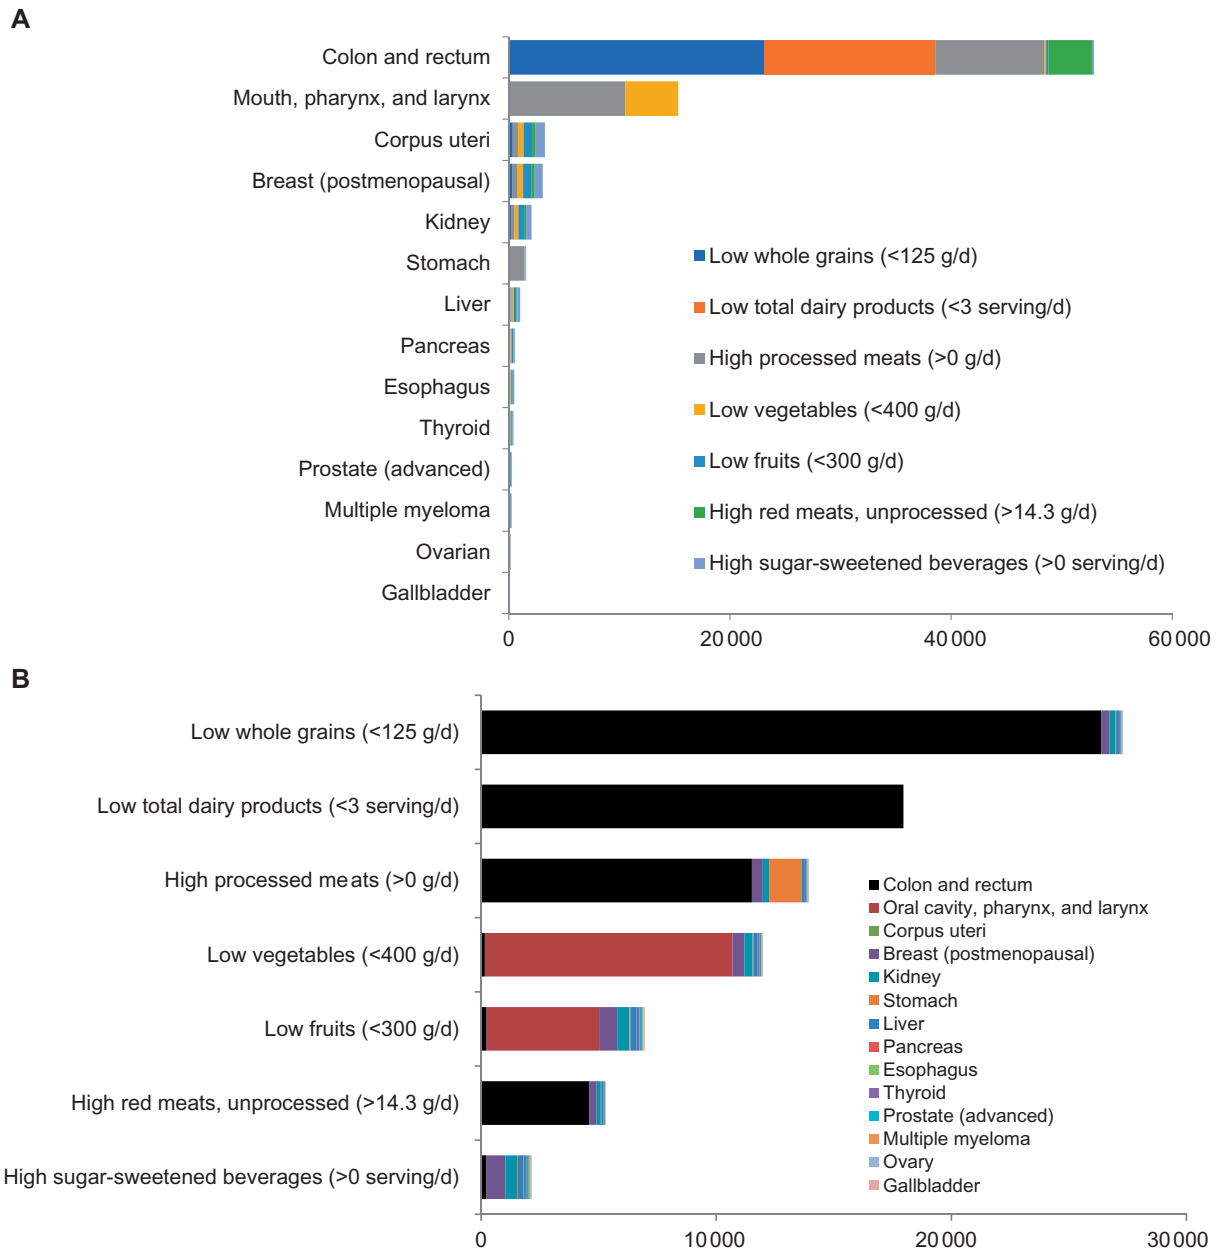 A
Colon and rectum
Mouth, pharynx, and larynx
Corpus uteri
Breast (postmenopausal)
Kidney
Stomach
Liver
Pancreas
Esophagus
Thyroid
Prostate (advanced)
Multiple myeloma
Ovarian
Gallbladder
Low whole grains (<125 g/d)
Low total dairy products (<3 serving/d)
High processed meats (>0 g/d)
Low vegetables (<400 g/d)
Low fruits (<300 g/d)
High red meats, unprocessed (>14.3 g/d)
High sugar-sweetened beverages (>0 serving/d)
0 20 000 40 000 60 000
B
Low whole grains (<125 g/d)
Low total dairy products (<3 serving/d)
High processed meats (>0 g/d)
Low vegetables (<400 g/d)
Low fruits (<300 g/d)
High red meats, unprocessed (>14.3 g/d)
High sugar-sweetened beverages (>0 serving/d)
Colon and rectum
Oral cavity, pharynx, and larynx
Corpus uteri
Breast (postmenopausal)
Kidney
Stomach
Liver
Pancreas
Esophagus
Thyroid
Prostate (advanced)
Multiple myeloma
Ovary
Gallbladder
0 10 000 20 000 30 000